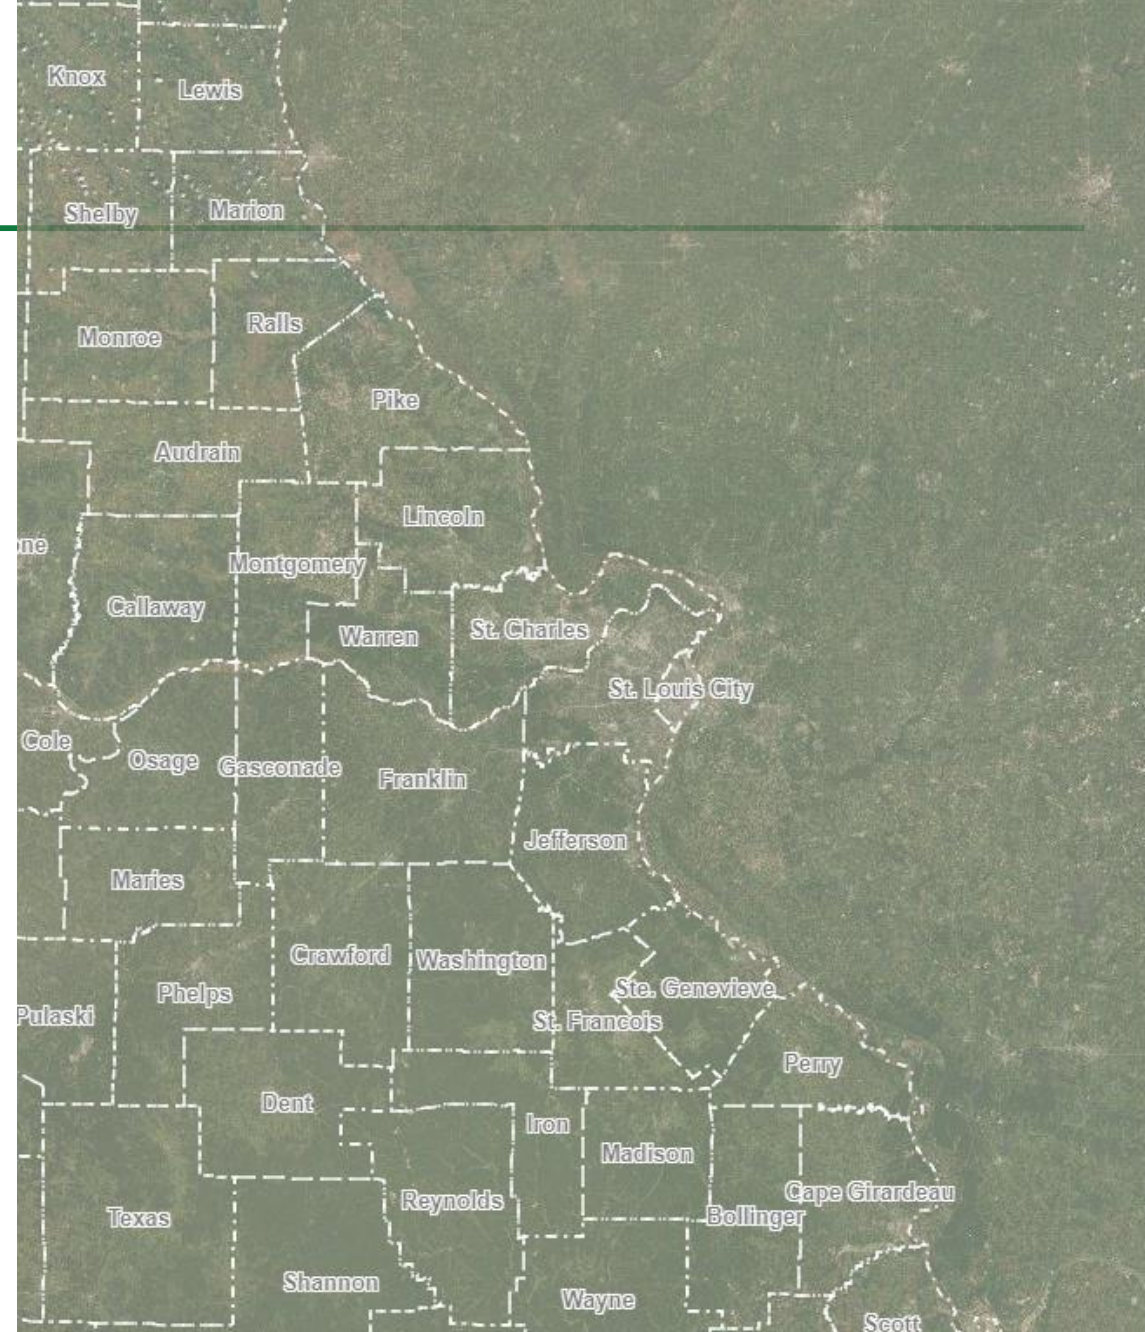 Knox
Lewis
Shelby
Marion
Monroe
Ralls
Pike
Audrain
Lincoln
ne
Montgomery
Callaway
Warren
St. Charles
St. Louis City
Cole
Osage
Gasconade
Franklin
Jefferson
Maries
Crawford
Washington
Phelps
Ste. Genevieve
Pulaski
St. Francois
Perry
Dent
Iron
Madison
Cape Girardeau
Reynolds
Bollinger
Texas
Shannon
Wayne
Scott